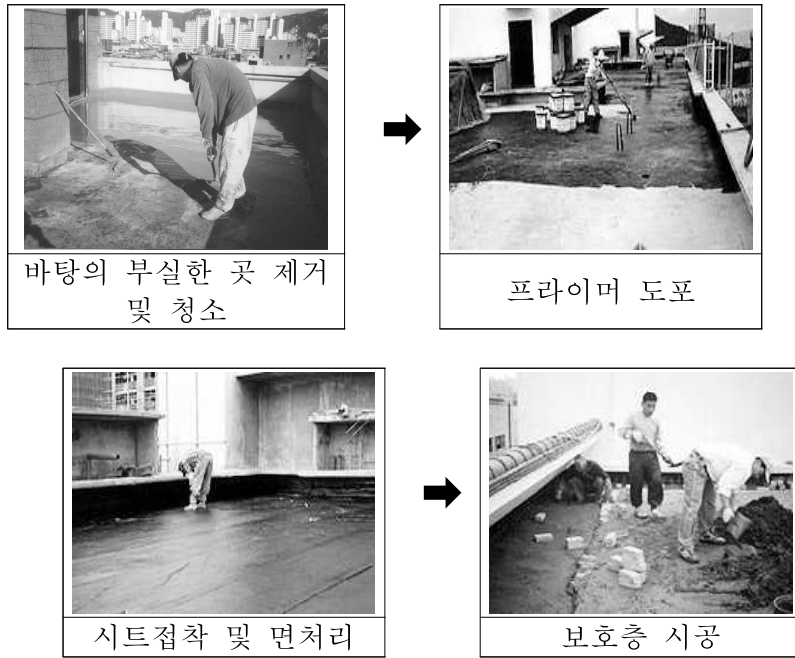 바탕의 부실한 곳 제거
및 청소
프라이머 도포
시트접착 및 면처리
보호층 시공